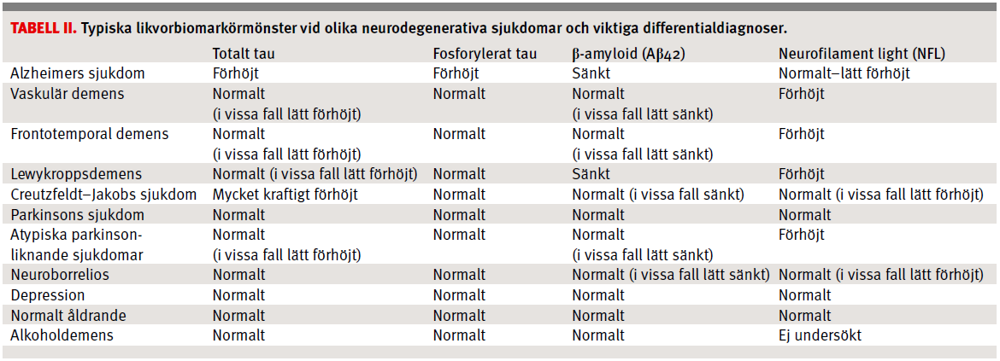 TABELL II. Typiska likvorbiomarkörmönster vid olika neurodegenerativa sjukdomar och viktiga differentialdiagnoser.
Totalt tau Fosforylerat tau β-amyloid (Aβ42) Neurofilament light (NFL)
Alzheimers sjukdom Förhöjt Förhöjt Sänkt Normalt–lätt förhöjt
Vaskulär demens Normalt Normalt Normalt Förhöjt
(i vissa fall lätt förhöjt) (i vissa fall lätt sänkt)
Frontotemporal demens Normalt Normalt Normalt Förhöjt
(i vissa fall lätt förhöjt) (i vissa fall lätt sänkt)
Lewykroppsdemens Normalt (i vissa fall lätt förhöjt) Normalt Sänkt Förhöjt
Creutzfeldt–Jakobs sjukdom Mycket kraftigt förhöjt Normalt Normalt (i vissa fall sänkt) Normalt (i vissa fall lätt förhöjt)
Parkinsons sjukdom Normalt Normalt Normalt Normalt
Atypiska parkinson- Normalt Normalt Normalt Förhöjt
liknande sjukdomar (i vissa fall lätt förhöjt) (i vissa fall lätt sänkt)
Neuroborrelios Normalt Normalt Normalt (i vissa fall lätt sänkt) Normalt (i vissa fall lätt förhöjt)
Depression Normalt Normalt Normalt Normalt
Normalt åldrande Normalt Normalt Normalt Normalt
Alkoholdemens Normalt Normalt Normalt Ej undersökt